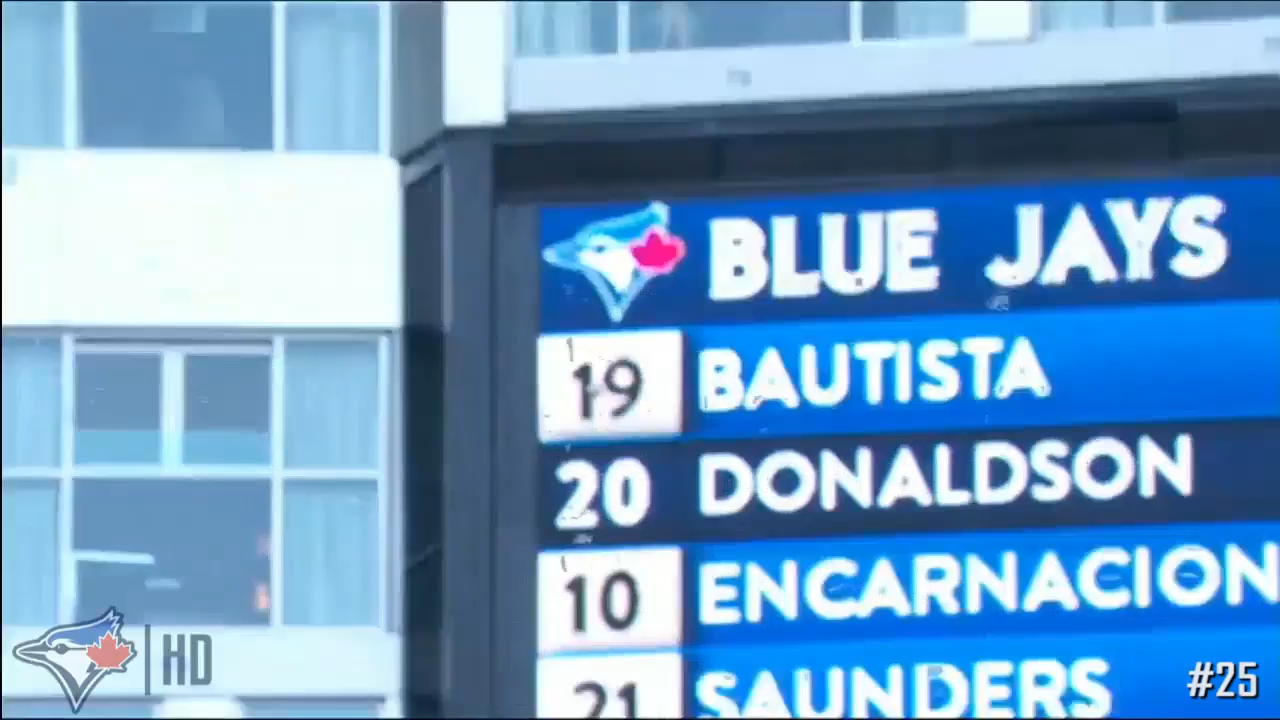 BLUE JAYS
19 BAUTISTA
20 DONALDSON
10 ENCARNACION
21 SAUNDERS
HD
#25